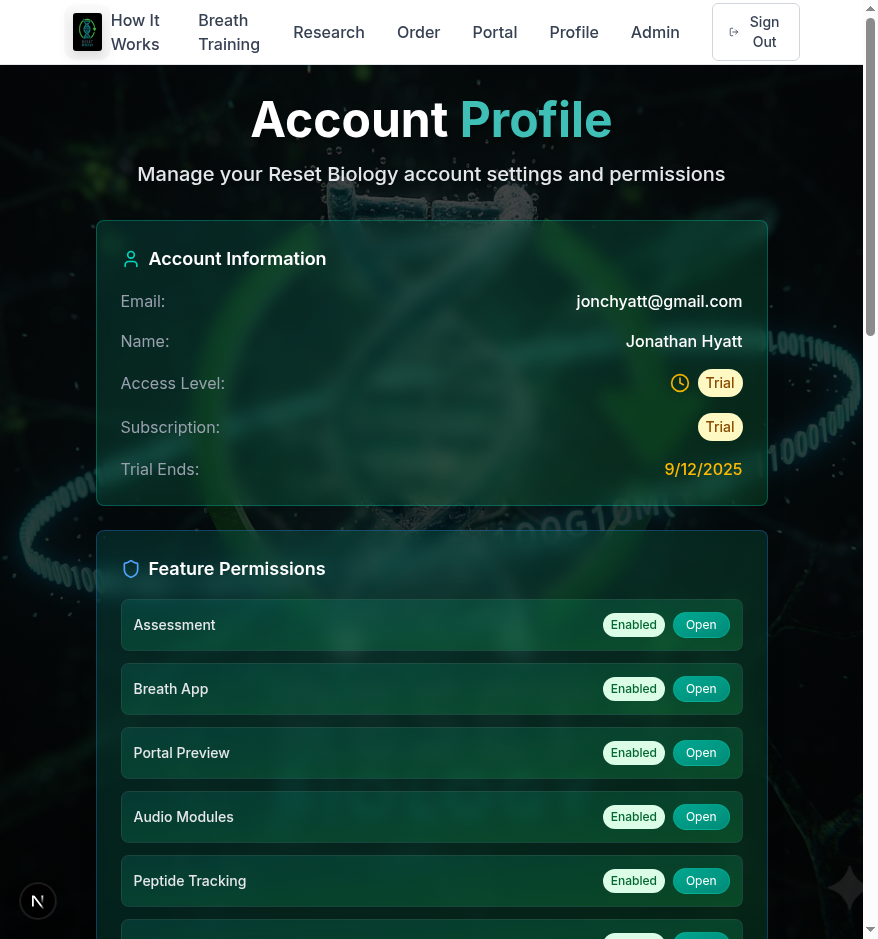 How It
Works
Breath
Training
Research
Order
Portal
Profile
Admin
Sign
Out
Account Profile
Manage your Reset Biology account settings and permissions
Account Information
Email: jonchyatt@gmail.com
Name: Jonathan Hyatt
Access Level: Trial
Subscription: Trial
Trial Ends: 9/12/2025
Feature Permissions
Assessment Enabled Open
Breath App Enabled Open
Portal Preview Enabled Open
Audio Modules Enabled Open
Peptide Tracking Enabled Open
N